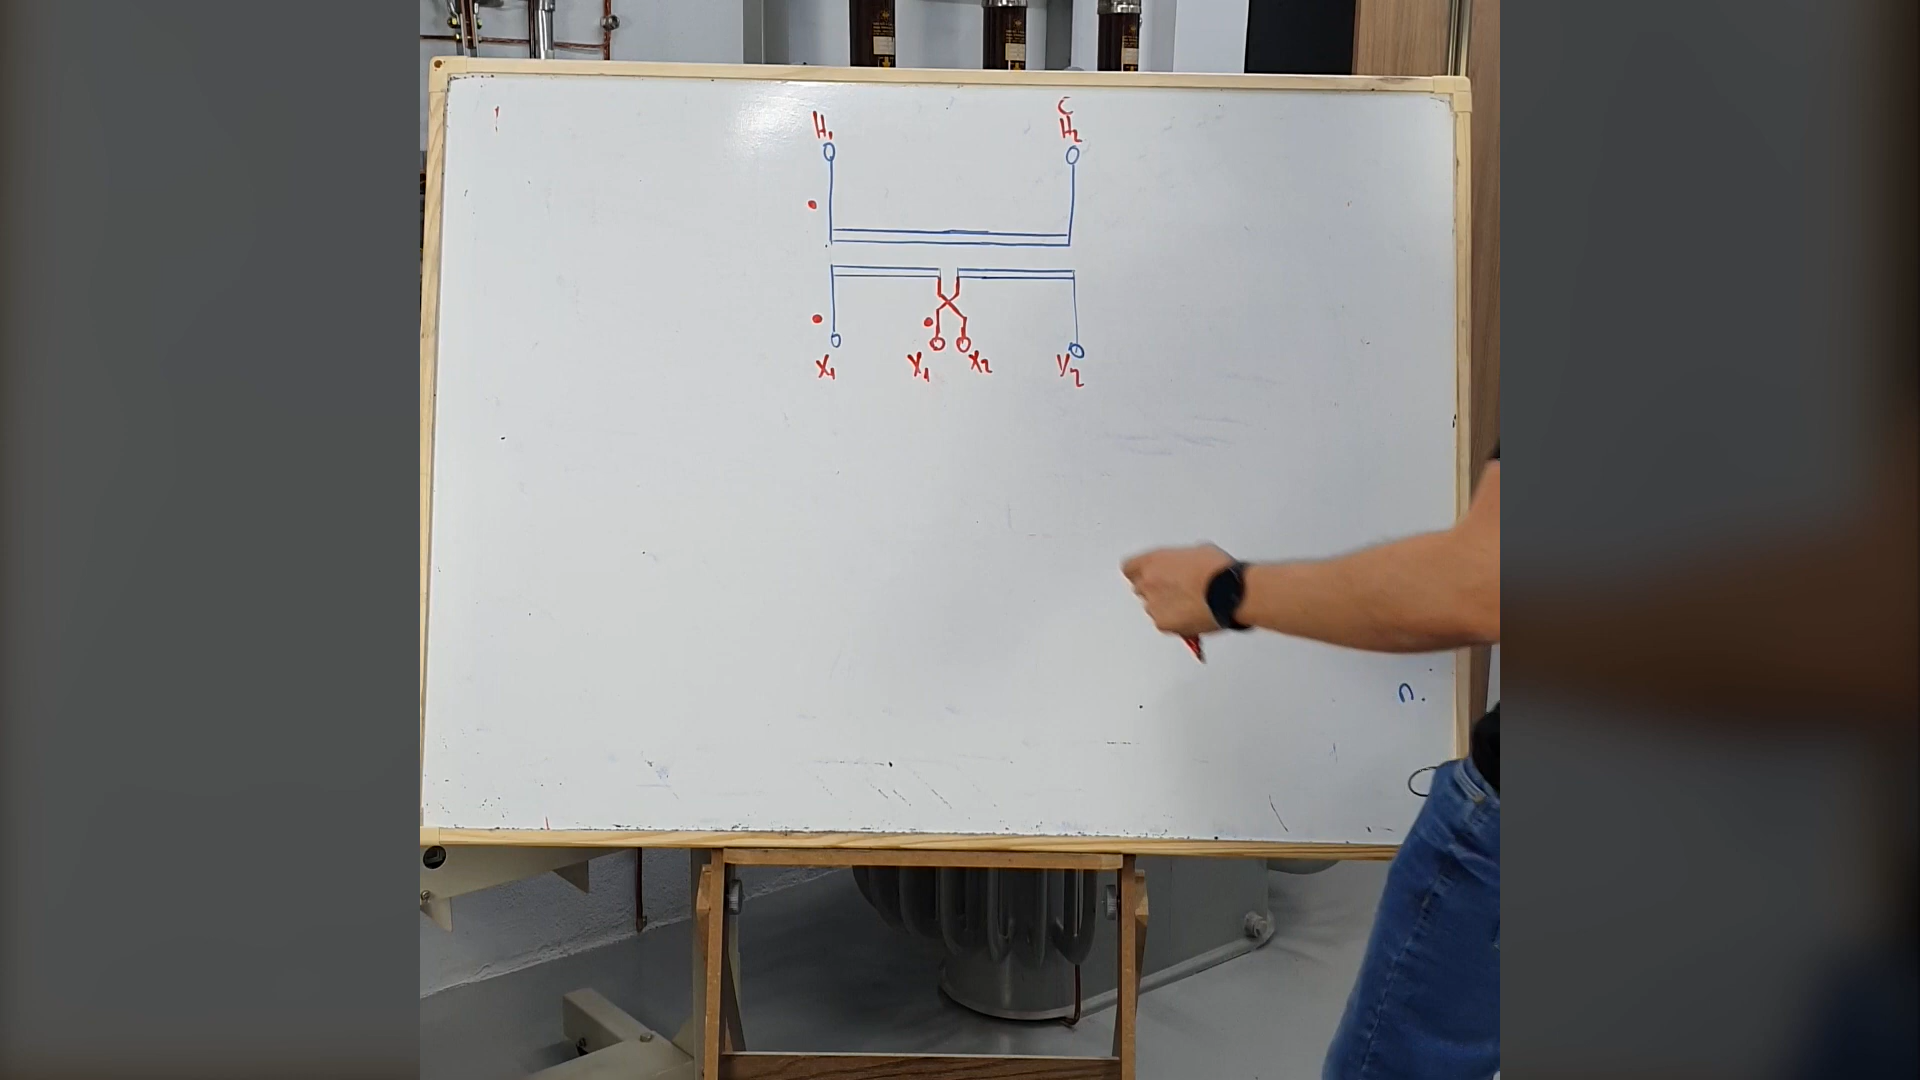 H₁
C
H₂
X₁ Y₁ X₂ Y₂
n.